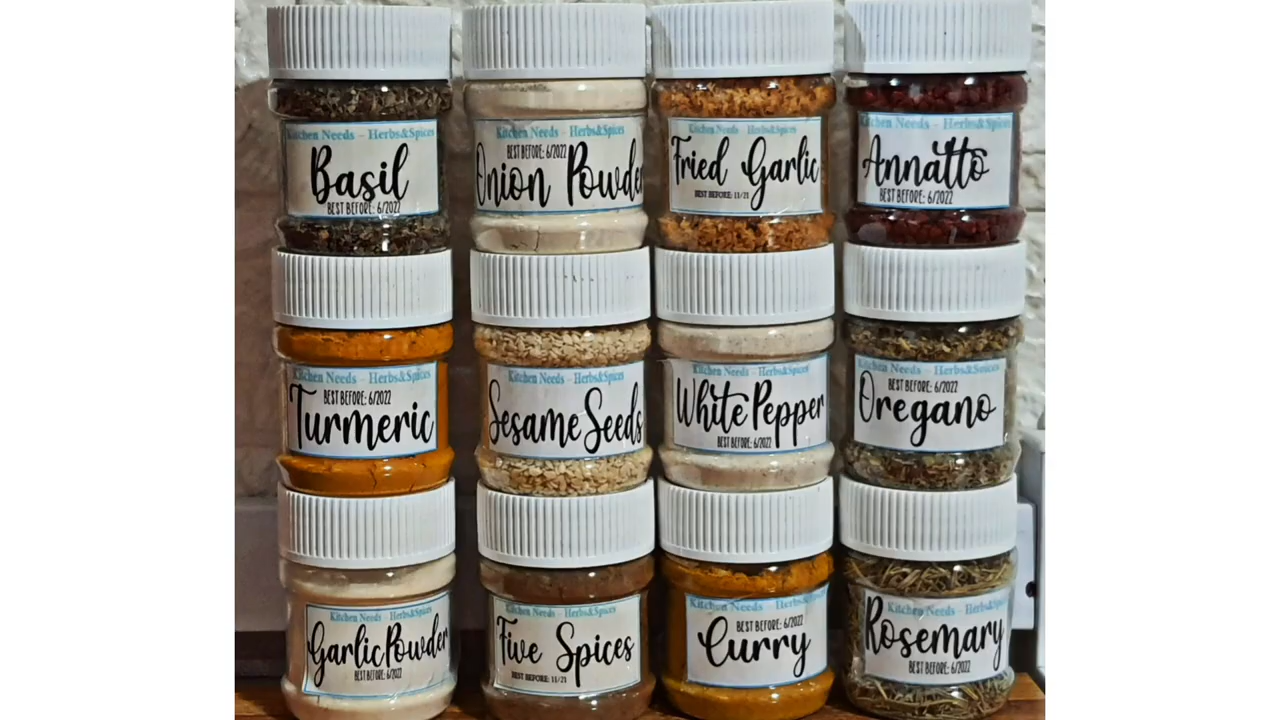 Kitchen Needs - Herbs&Spices
Basil
BEST BEFORE: 6/2022
Kitchen Needs - Herbs&Spices
BEST BEFORE: 6/2022
Onion Powder
Kitchen Needs - Herbs&Spices
Fried Garlic
BEST BEFORE: 11/21
Kitchen Needs - Herbs&Spices
Annatto
BEST BEFORE: 6/2022
Kitchen Needs - Herbs&Spices
BEST BEFORE: 6/2022
Turmeric
Kitchen Needs - Herbs&Spices
Sesame Seeds
Kitchen Needs - Herbs&Spices
White Pepper
BEST BEFORE: 6/2022
Kitchen Needs - Herbs&Spices
BEST BEFORE: 6/2022
Oregano
Kitchen Needs - Herbs&Spices
Garlic Powder
BEST BEFORE: 6/2022
Kitchen Needs - Herbs&Spices
Five Spices
BEST BEFORE: 11/21
Kitchen Needs - Herbs&Spices
BEST BEFORE: 6/2022
Curry
Kitchen Needs - Herbs&Spices
Rosemary
BEST BEFORE: 6/2022